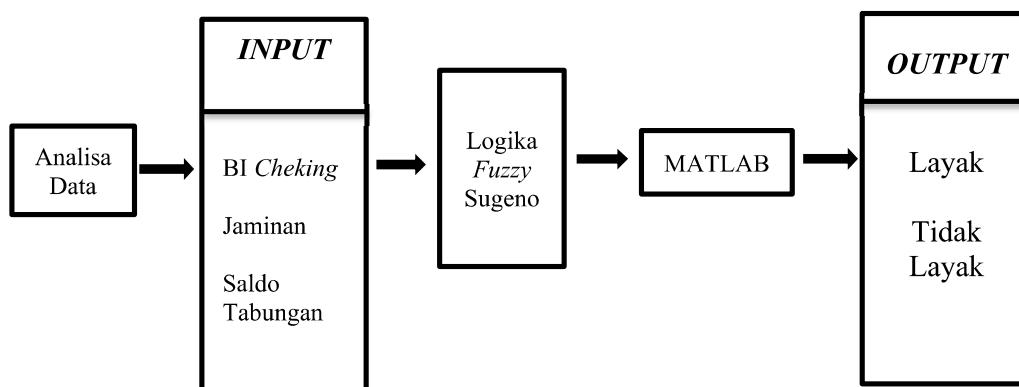 Analisa
Data
INPUT
BI Cheking
Jaminan
Saldo
Tabungan
Logika
Fuzzy
Sugeno
MATLAB
OUTPUT
Layak
Tidak
Layak